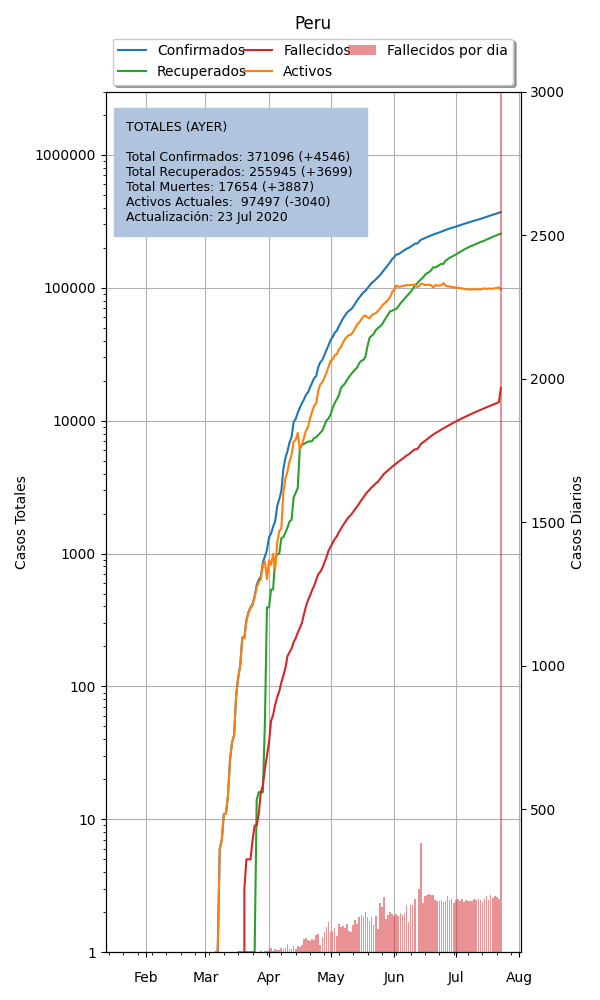 Peru
Confirmados
Fallecidos
Fallecidos por dia
Recuperados
Activos
TOTALES (AYER)
Total Confirmados: 371096 (+4546)
Total Recuperados: 255945 (+3699)
Total Muertes: 17654 (+3887)
Activos Actuales:  97497 (-3040)
Actualización: 23 Jul 2020
1000000
100000
10000
1000
100
10
1
Casos Totales
3000
2500
2000
1500
1000
500
Casos Diarios
Feb
Mar
Apr
May
Jun
Jul
Aug